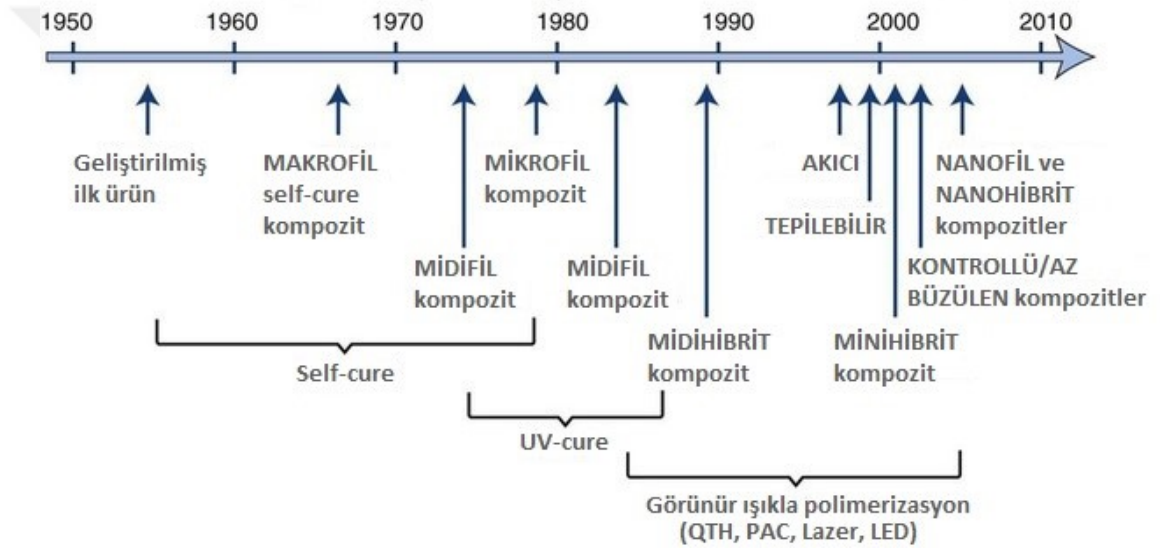 1950 1960 1970 1980 1990 2000 2010
Geliştirilmiş
ilk ürün
MAKROFİL
self-cure
kompozit
MİDİFİL
kompozit
MİKROFİL
kompozit
MİDİFİL
kompozit
MİDİHİBRİT
kompozit
AKICI
TEPİLEBİLİR
MİNİHİBRİT
kompozit
KONTROLLÜ/AZ
BÜZÜLEN kompozitler
NANOFİL ve
NANOHİBRİT
kompozitler
Self-cure
UV-cure
Görünür ışıkla polimerizasyon
(QTH, PAC, Lazer, LED)